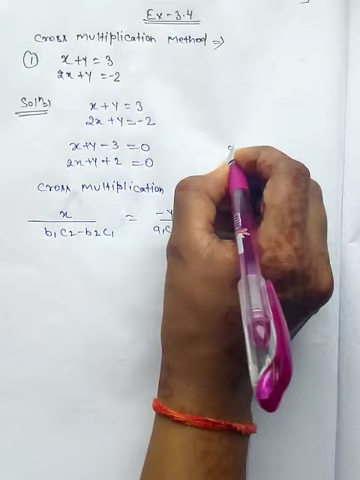 Ex-3.4
Cross Multiplication Method ⇒
① x+y=3
2x+y=-2
Sol^n)
x+y=3
2x+y=-2
x+y-3=0
2x+y+2=0
Cross Multiplication
x/(b₁c₂-b₂c₁) = -y/a₁c